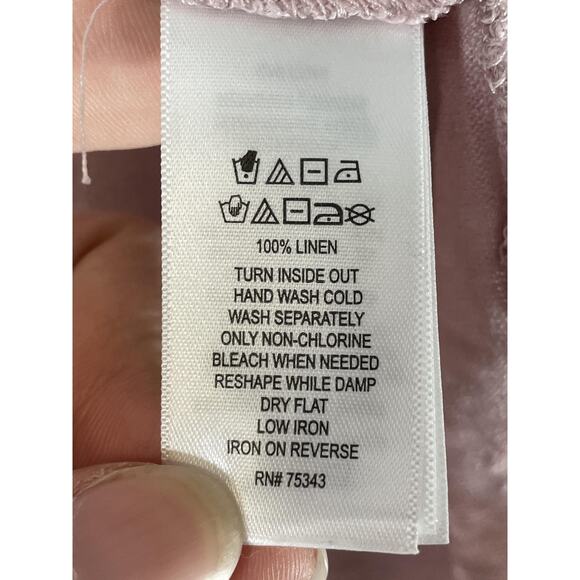 100% LINEN
TURN INSIDE OUT
HAND WASH COLD
WASH SEPARATELY
ONLY NON-CHLORINE
BLEACH WHEN NEEDED
RESHAPE WHILE DAMP
DRY FLAT
LOW IRON
IRON ON REVERSE
RN# 75343